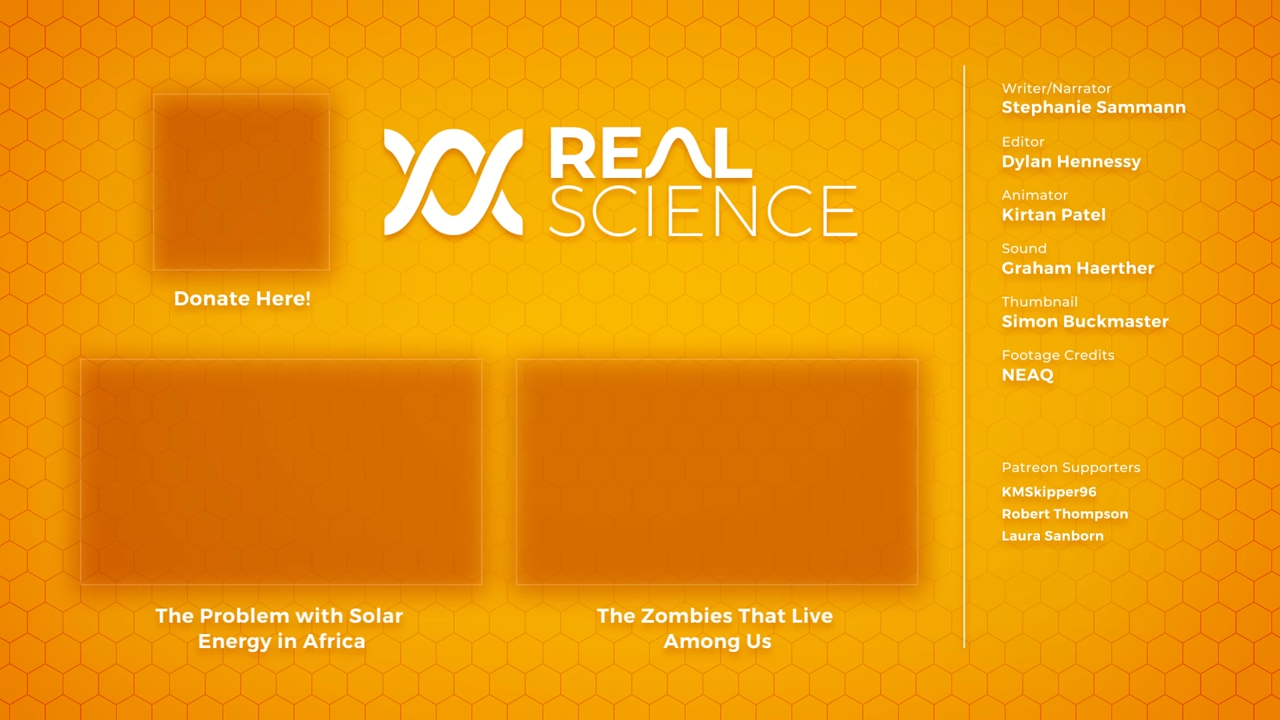 REAL
SCIENCE
Donate Here!
The Problem with Solar
Energy in Africa
The Zombies That Live
Among Us
Writer/Narrator
Stephanie Sammann
Editor
Dylan Hennessy
Animator
Kirtan Patel
Sound
Graham Haerther
Thumbnail
Simon Buckmaster
Footage Credits
NEAQ
Patreon Supporters
KMSkipper96
Robert Thompson
Laura Sanborn